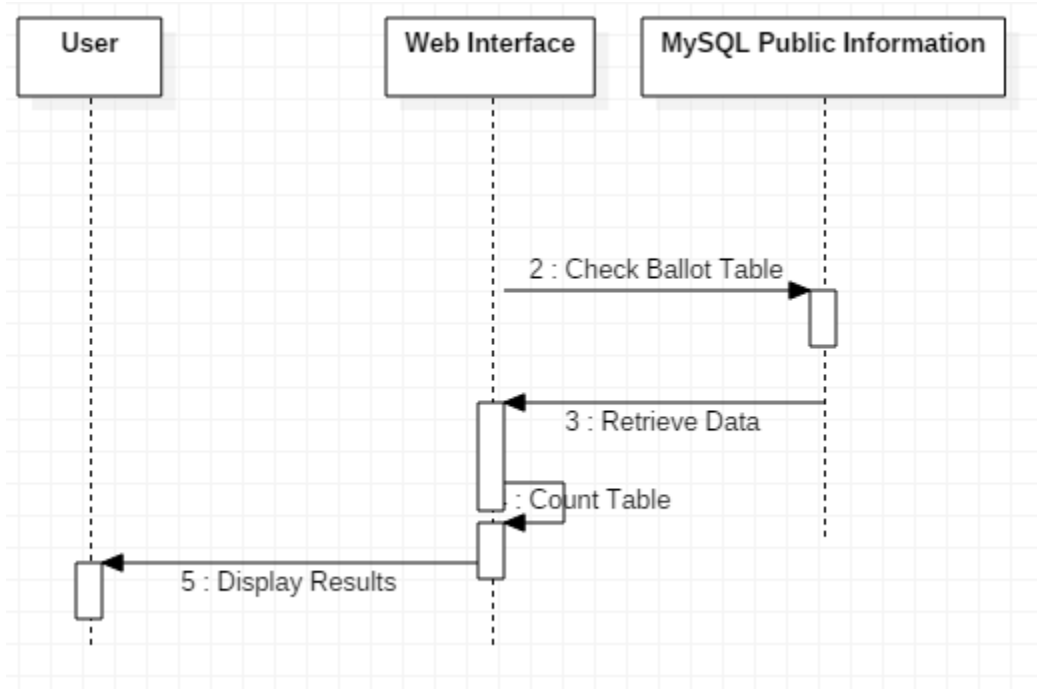 User
Web Interface
MySQL Public Information
2 : Check Ballot Table
3 : Retrieve Data
: Count Table
5 : Display Results